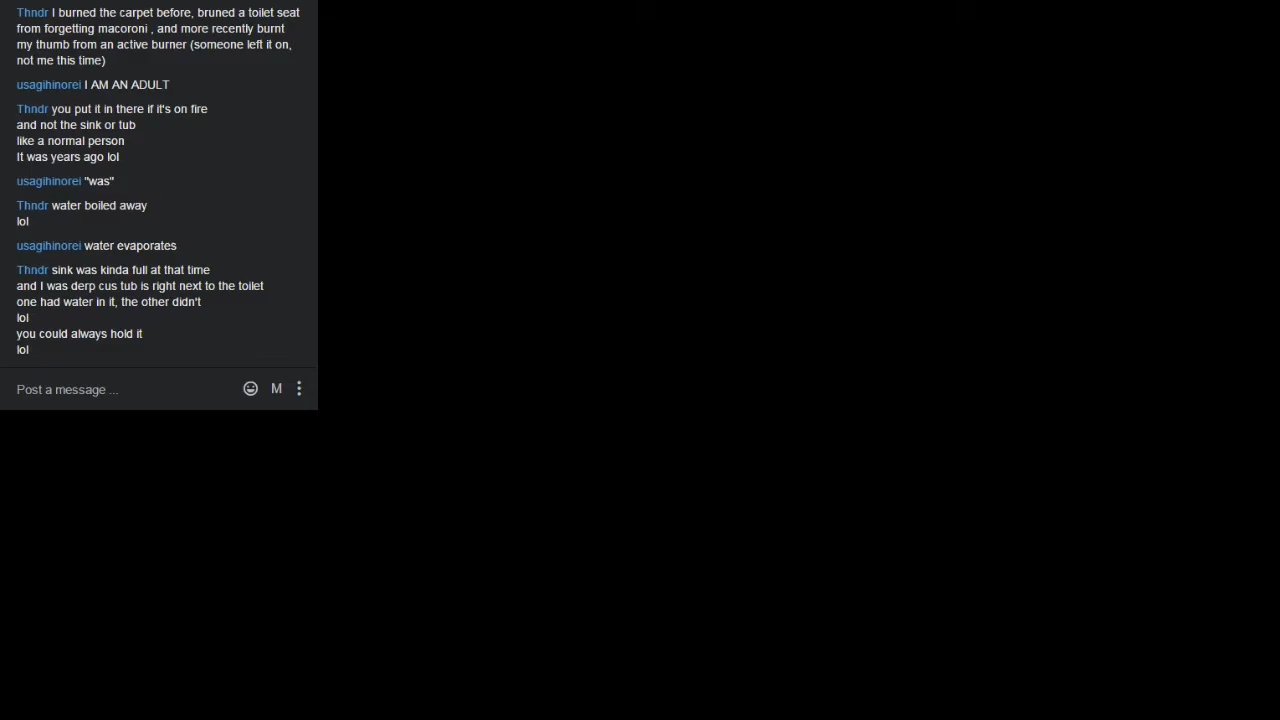 Thndr I burned the carpet before, bruned a toilet seat
from forgetting macoroni , and more recently burnt
my thumb from an active burner (someone left it on,
not me this time)
usagihinorei I AM AN ADULT
Thndr you put it in there if it's on fire
and not the sink or tub
like a normal person
It was years ago lol
usagihinorei "was"
Thndr water boiled away
lol
usagihinorei water evaporates
Thndr sink was kinda full at that time
and I was derp cus tub is right next to the toilet
one had water in it, the other didn't
lol
you could always hold it
lol
Post a message ... M